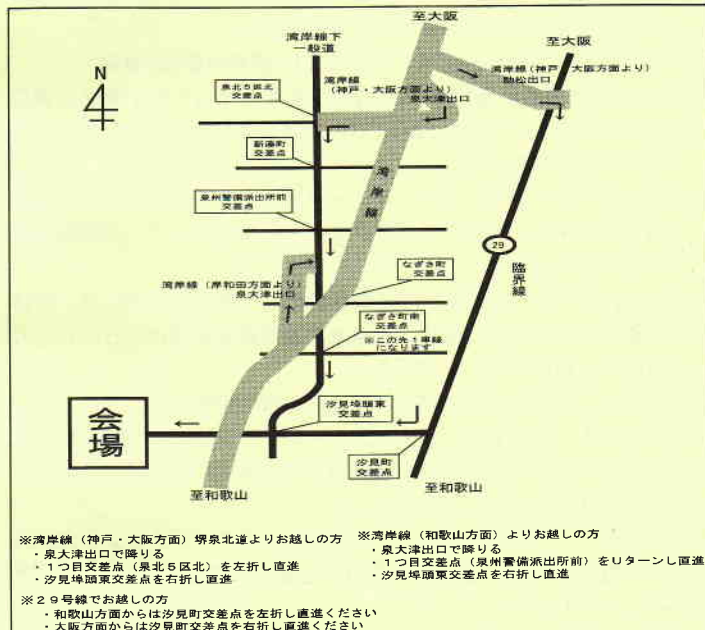 至大阪
湾岸線下
一般道
湾岸線(神戸・大阪方面より)
助松出口
至大阪
N
湾岸線
(神戸・大阪方面より)
泉大津出口
泉北5区北
交差点
新港町
交差点
湾岸線
泉州警備派出所前
交差点
29
臨界線
なぎさ町
交差点
湾岸線(岸和田方面より)
泉大津出口
なぎさ町南
交差点
※この先1車線
になります
会場
汐見埠頭東
交差点
汐見町
交差点
至和歌山
至和歌山
※湾岸線(神戸・大阪方面)堺泉北道よりお越しの方
・泉大津出口で降りる
・1つ目交差点(泉北5区北)を左折し直進
・汐見埠頭東交差点を右折し直進
※湾岸線(和歌山方面)よりお越しの方
・泉大津出口で降りる
・1つ目交差点(泉州警備派出所前)をUターンし直進
・汐見埠頭東交差点を右折し直進
※29号線でお越しの方
・和歌山方面からは汐見町交差点を左折し直進ください
・大阪方面からは汐見町交差点を右折し直進ください